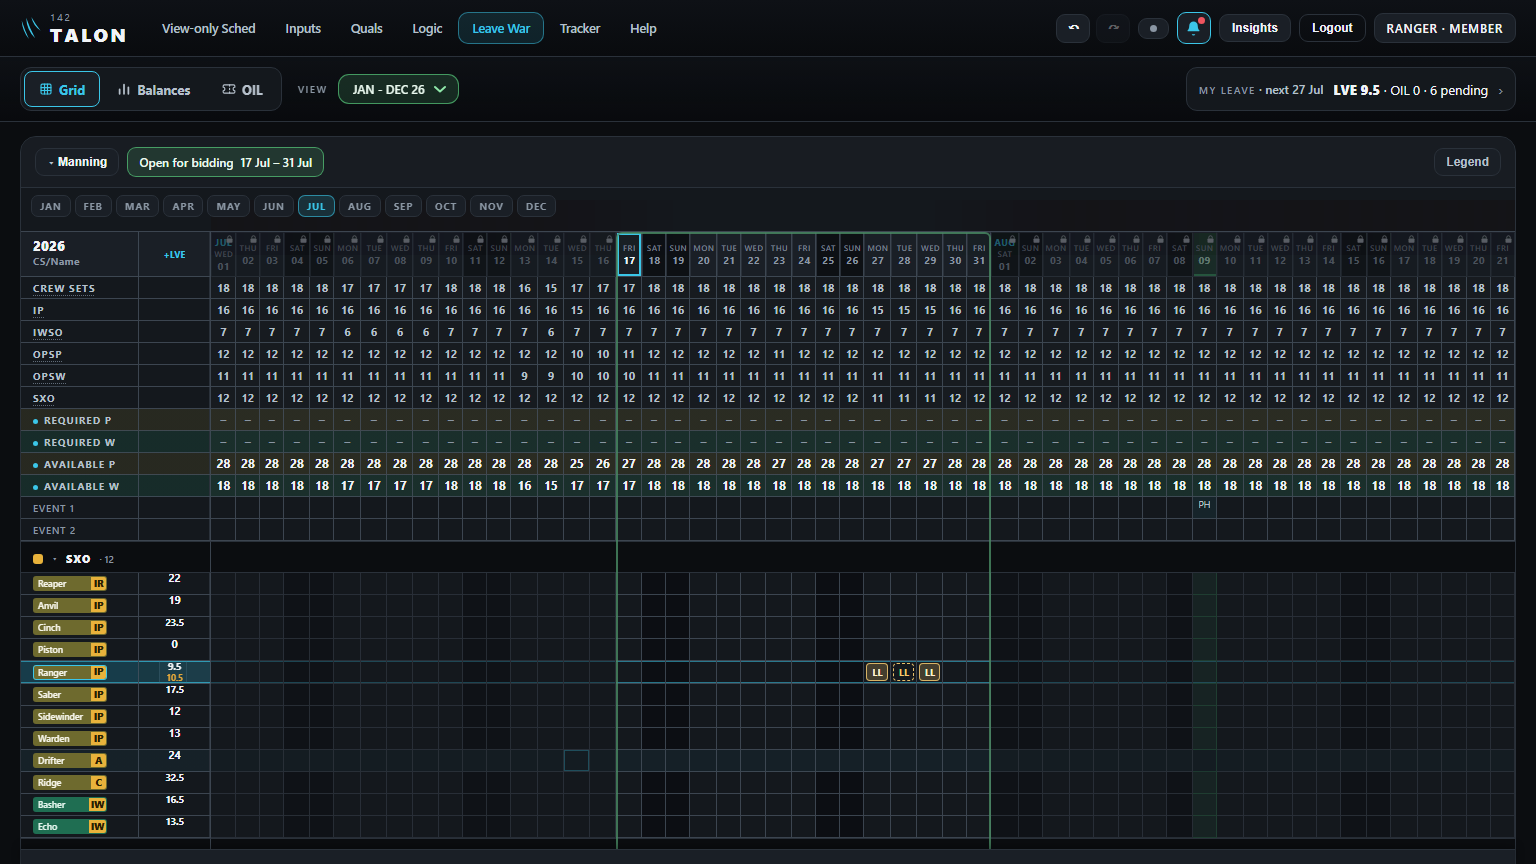 142
TALON
View-only Sched Inputs Quals Logic Leave War Tracker Help
Insights Logout RANGER · MEMBER
Grid Balances OIL VIEW JAN - DEC 26
MY LEAVE · next 27 Jul LVE 9.5 · OIL 0 · 6 pending ›
Manning Open for bidding 17 Jul – 31 Jul Legend
JAN FEB MAR APR MAY JUN JUL AUG SEP OCT NOV DEC
2026
CS/Name
+LVE
JUL AUG
WED THU FRI SAT SUN MON TUE WED THU FRI SAT SUN MON TUE WED THU FRI SAT SUN MON TUE WED THU FRI SAT SUN MON TUE WED THU FRI SAT SUN MON TUE WED THU FRI SAT SUN MON TUE WED THU FRI SAT SUN MON TUE WED THU FRI
01 02 03 04 05 06 07 08 09 10 11 12 13 14 15 16 17 18 19 20 21 22 23 24 25 26 27 28 29 30 31 01 02 03 04 05 06 07 08 09 10 11 12 13 14 15 16 17 18 19 20 21
CREW SETS 18 18 18 18 18 17 17 17 17 18 18 18 16 15 17 17 17 18 18 18 18 18 18 18 18 18 18 18 18 18 18 18 18 18 18 18 18 18 18 18 18 18 18 18 18 18 18 18 18 18 18 18
IP 16 16 16 16 16 16 16 16 16 16 16 16 16 16 15 16 16 16 16 16 16 16 16 16 16 16 15 15 15 16 16 16 16 16 16 16 16 16 16 16 16 16 16 16 16 16 16 16 16 16 16 16
IWSO 7 7 7 7 7 6 6 6 6 7 7 7 7 6 7 7 7 7 7 7 7 7 7 7 7 7 7 7 7 7 7 7 7 7 7 7 7 7 7 7 7 7 7 7 7 7 7 7 7 7 7 7
OPSP 12 12 12 12 12 12 12 12 12 12 12 12 12 12 10 10 11 12 12 12 12 12 11 12 12 12 12 12 12 12 12 12 12 12 12 12 12 12 12 12 12 12 12 12 12 12 12 12 12 12 12 12
OPSW 11 11 11 11 11 11 11 11 11 11 11 11 9 9 10 10 10 11 11 11 11 11 11 11 11 11 11 11 11 11 11 11 11 11 11 11 11 11 11 11 11 11 11 11 11 11 11 11 11 11 11 11
SXO 12 12 12 12 12 12 12 12 12 12 12 12 12 12 12 12 12 12 12 12 12 12 12 12 12 12 11 11 11 12 12 12 12 12 12 12 12 12 12 12 12 12 12 12 12 12 12 12 12 12 12 12
REQUIRED P – – – – – – – – – – – – – – – – – – – – – – – – – – – – – – – – – – – – – – – – – – – – – – – – – – – –
REQUIRED W – – – – – – – – – – – – – – – – – – – – – – – – – – – – – – – – – – – – – – – – – – – – – – – – – – – –
AVAILABLE P 28 28 28 28 28 28 28 28 28 28 28 28 28 28 25 26 27 28 28 28 28 28 27 28 28 28 27 27 27 28 28 28 28 28 28 28 28 28 28 28 28 28 28 28 28 28 28 28 28 28 28 28
AVAILABLE W 18 18 18 18 18 17 17 17 17 18 18 18 16 15 17 17 17 18 18 18 18 18 18 18 18 18 18 18 18 18 18 18 18 18 18 18 18 18 18 18 18 18 18 18 18 18 18 18 18 18 18 18
EVENT 1 PH
EVENT 2
· SXO · 12
Reaper IR 22
Anvil IP 19
Cinch IP 23.5
Piston IP 0
Ranger IP 9.5 LL LL LL
10.5
Saber IP 17.5
Sidewinder IP 12
Warden IP 13
Drifter A 24
Ridge C 32.5
Basher IW 16.5
Echo IW 13.5